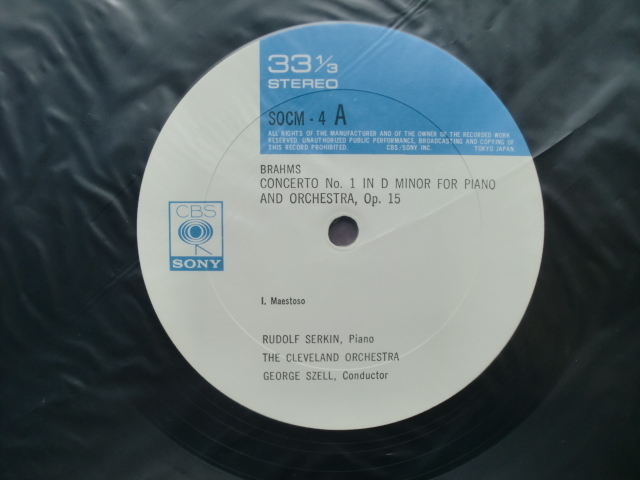 33 1/3
STEREO
SOCM - 4 A
ALL RIGHTS OF THE MANUFACTURER AND OF THE OWNER OF THE RECORDED WORK
RESERVED. UNAUTHORIZED PUBLIC PERFORMANCE, BROADCASTING AND COPYING OF
THIS RECORD PROHIBITED. CBS/SONY INC. TOKYO JAPAN
BRAHMS
CONCERTO No. 1 IN D MINOR FOR PIANO
AND ORCHESTRA, Op. 15
CBS
SONY
I. Maestoso
RUDOLF SERKIN, Piano
THE CLEVELAND ORCHESTRA
GEORGE SZELL, Conductor